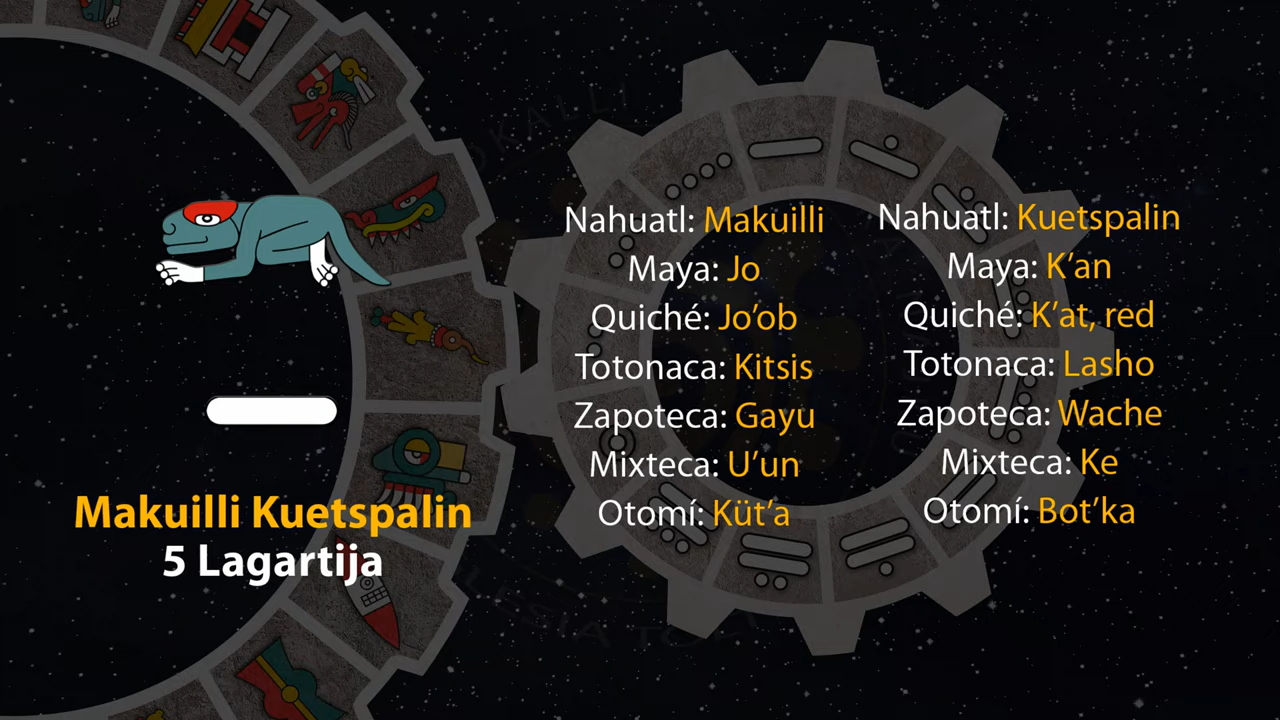 Nahuatl: Makuilli
Maya: Jo
Quiché: Jo’ob
Totonaca: Kitsis
Zapoteca: Gayu
Mixteca: U’un
Otomí: Küt’a
Nahuatl: Kuetspalin
Maya: K’an
Quiché: K’at, red
Totonaca: Lasho
Zapoteca: Wache
Mixteca: Ke
Otomí: Bot’ka
Makuilli Kuetspalin
5 Lagartija